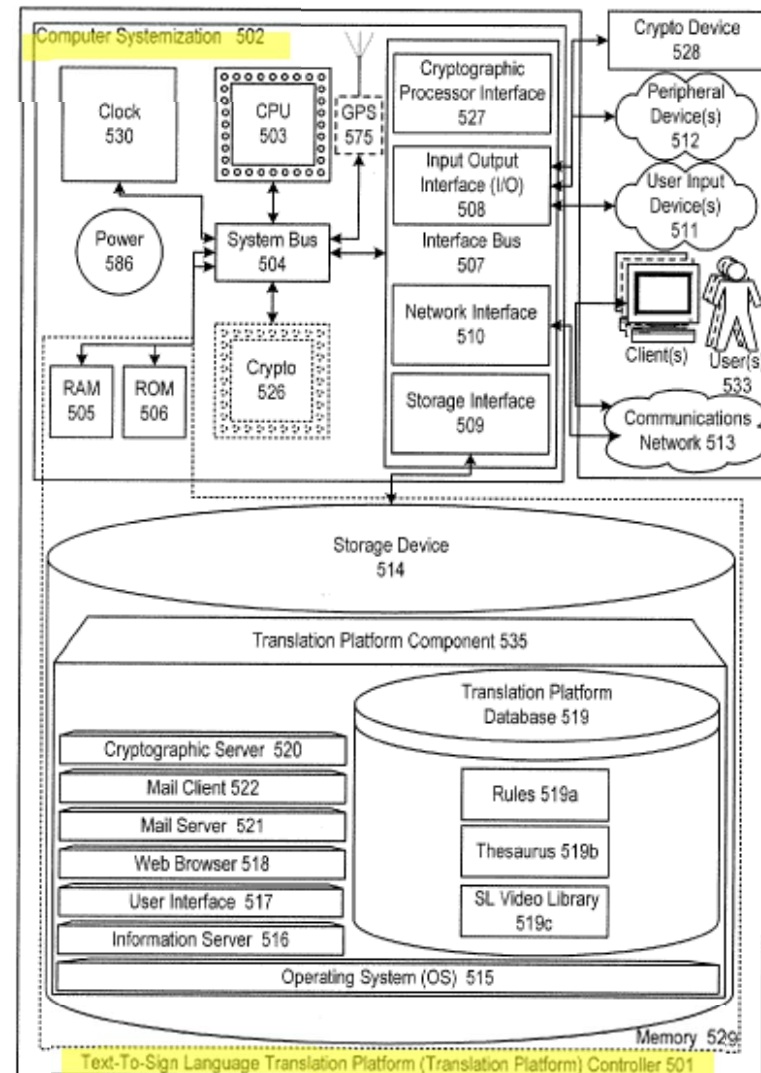 Computer Systemization 502
Clock
530
CPU
503
GPS
575
Cryptographic
Processor Interface
527
Crypto Device
528
Peripheral
Device(s)
512
Input Output
Interface (I/O)
508
User Input
Device(s)
511
Power
586
System Bus
504
Interface Bus
507
Network Interface
510
Client(s)
User(s)
533
RAM
505
ROM
506
Crypto
526
Storage Interface
509
Communications
Network 513
Storage Device
514
Translation Platform Component 535
Translation Platform
Database 519
Cryptographic Server 520
Mail Client 522
Mail Server 521
Web Browser 518
User Interface 517
Information Server 516
Rules 519a
Thesaurus 519b
SL Video Library
519c
Operating System (OS) 515
Memory 529
Text-To-Sign Language Translation Platform (Translation Platform) Controller 501